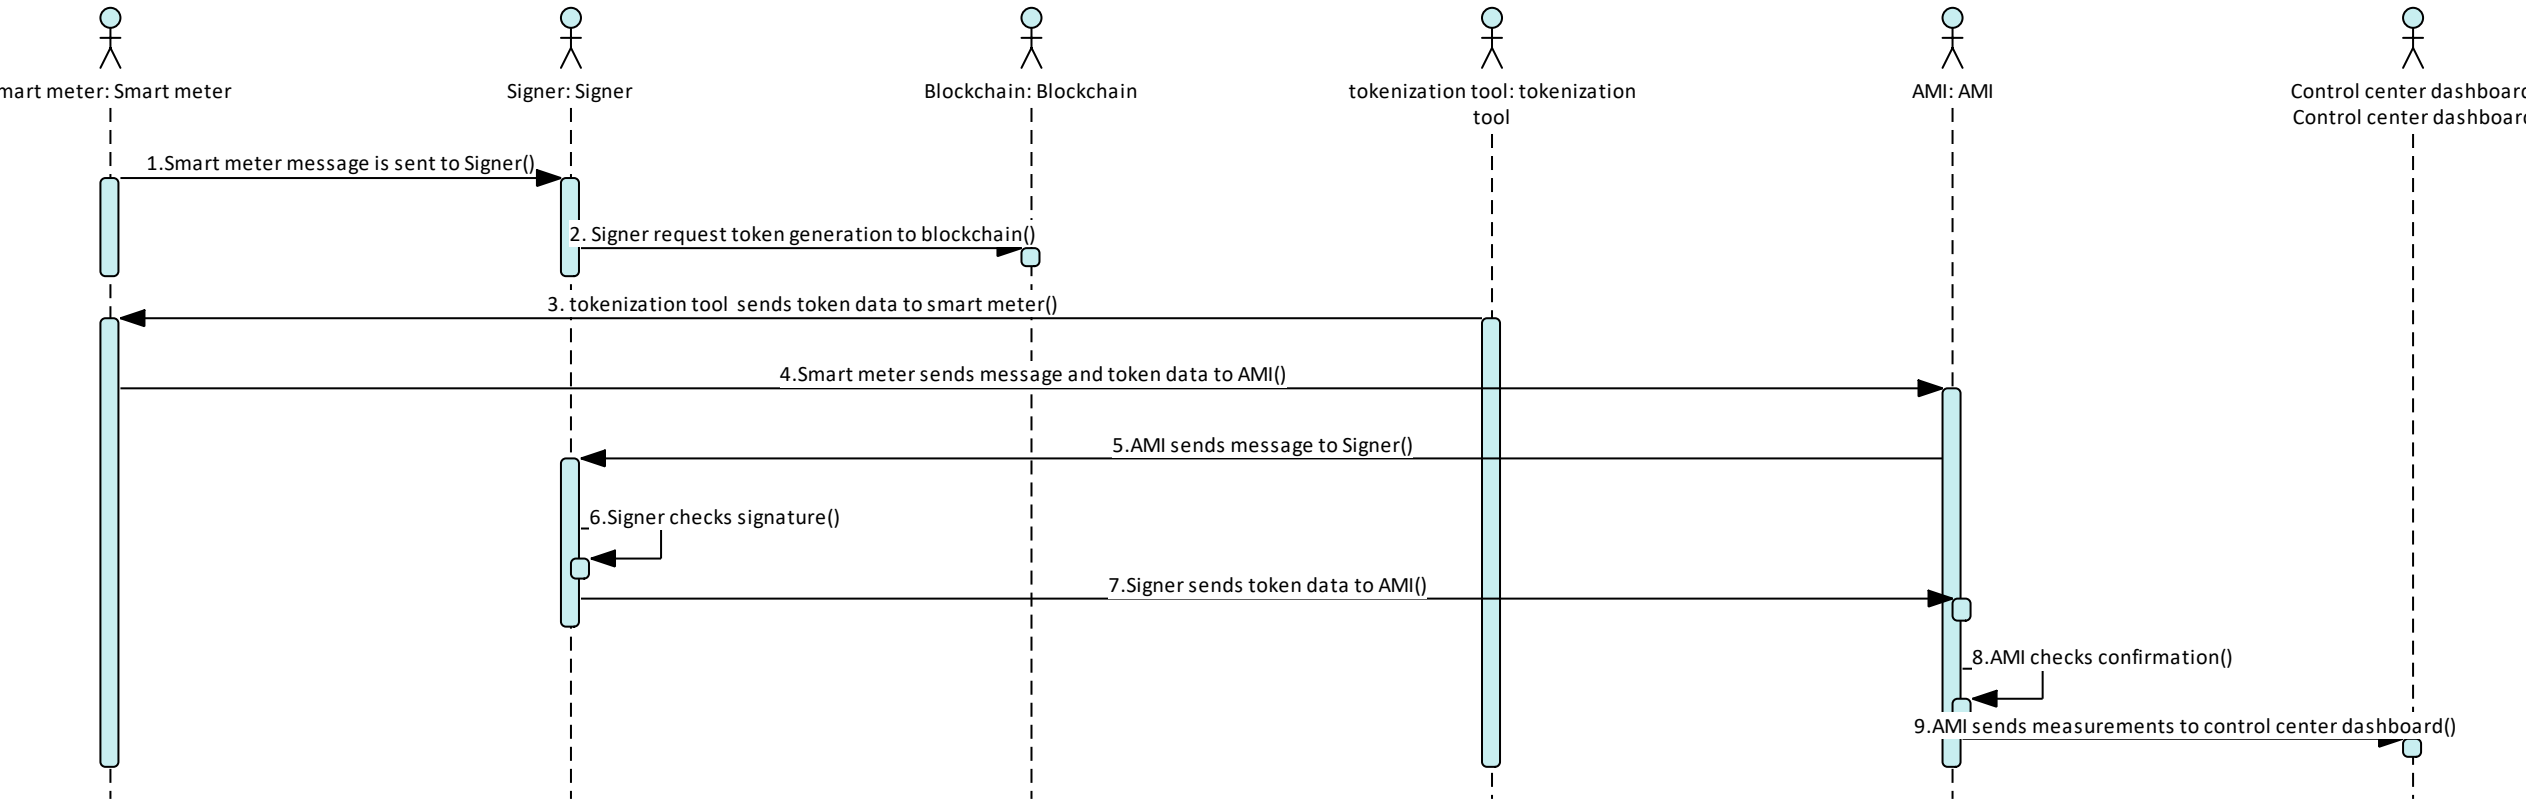 mart meter: Smart meter
Signer: Signer
Blockchain: Blockchain
tokenization tool: tokenization
tool
AMI: AMI
Control center dashboard
Control center dashboard
1.Smart meter message is sent to Signer()
2. Signer request token generation to blockchain()
3. tokenization tool  sends token data to smart meter()
4.Smart meter sends message and token data to AMI()
5.AMI sends message to Signer()
6.Signer checks signature()
7.Signer sends token data to AMI()
8.AMI checks confirmation()
9.AMI sends measurements to control center dashboard()